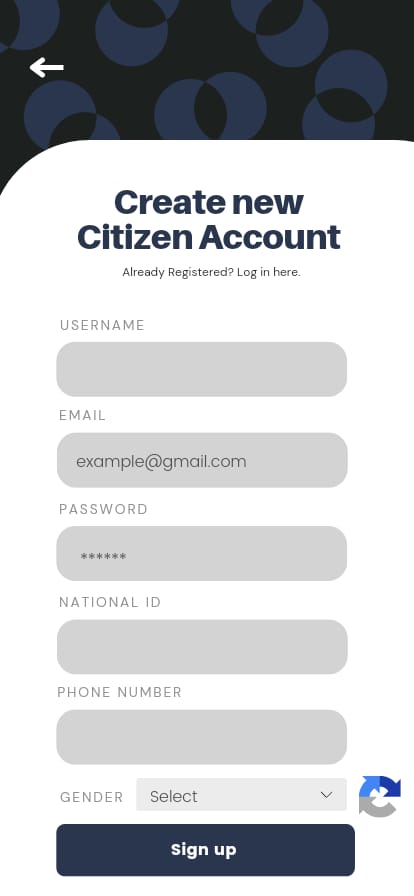 Create new
Citizen Account
Already Registered? Log in here.
USERNAME
EMAIL
example@gmail.com
PASSWORD
******
NATIONAL ID
PHONE NUMBER
GENDER Select
Sign up